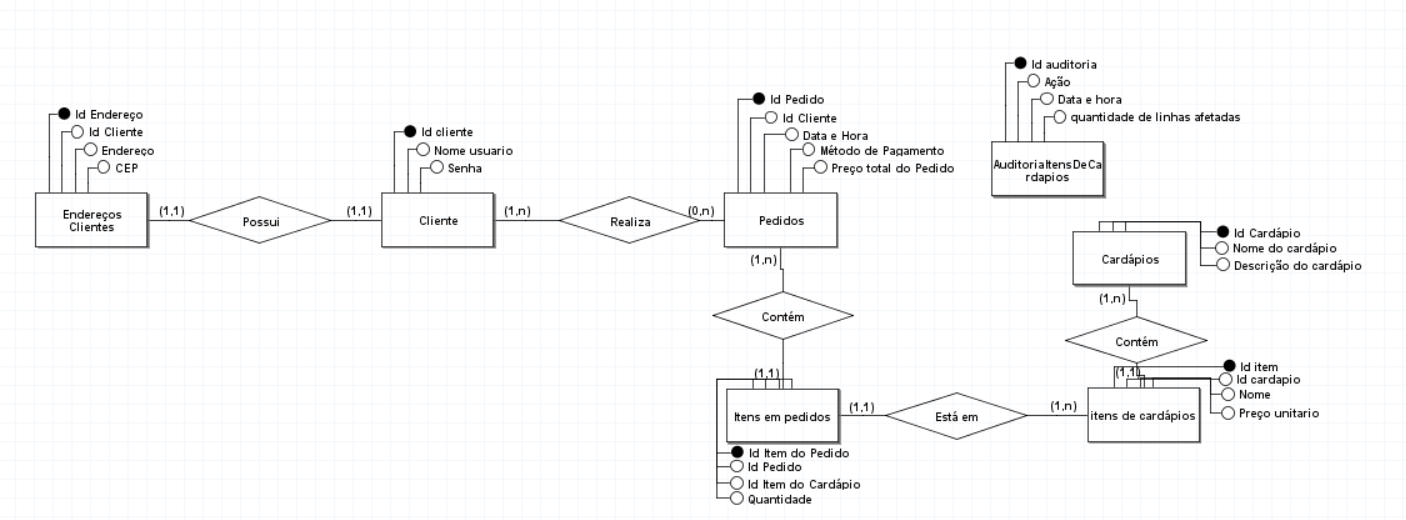 Id auditoria
Ação
Data e hora
quantidade de linhas afetadas
AuditoriaItensDeCa
rdapios
Id Endereço
Id Cliente
Endereço
CEP
Endereços
Clientes
(1,1)
Possui
(1,1)
Id cliente
Nome usuario
Senha
Cliente
(1,n)
Realiza
(0,n)
Id Pedido
Id Cliente
Data e Hora
Método de Pagamento
Preço total do Pedido
Pedidos
(1,n)
Contém
(1,1)
Itens em pedidos
Id Item do Pedido
Id Pedido
Id Item do Cardápio
Quantidade
(1,1)
Está em
(1,n)
Cardápios
Id Cardápio
Nome do cardápio
Descrição do cardápio
(1,n)
Contém
(1,1)
itens de cardápios
Id item
Id cardapio
Nome
Preço unitario